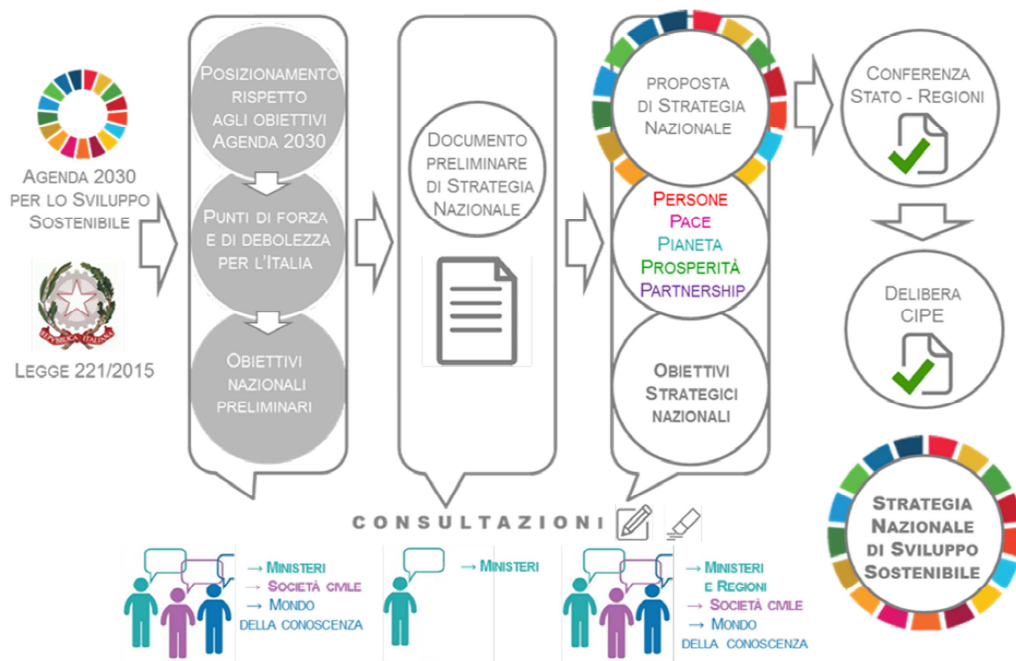 Agenda 2030
per lo Sviluppo
Sostenibile
REPVBBLICA ITALIANA
Legge 221/2015
Posizionamento
rispetto
agli obiettivi
Agenda 2030
Punti di forza
e di debolezza
per l'Italia
Obiettivi
nazionali
preliminari
Documento
preliminare
di Strategia
Nazionale
proposta
di Strategia
Nazionale
Persone
Pace
Pianeta
Prosperità
Partnership
Obiettivi
Strategici
nazionali
Conferenza
Stato - Regioni
Delibera
CIPE
Strategia
Nazionale
di Sviluppo
Sostenibile
CONSULTAZIONI
→ Ministeri
→ Società civile
→ Mondo
della conoscenza
→ Ministeri
→ Ministeri
e Regioni
→ Società civile
→ Mondo
della conoscenza